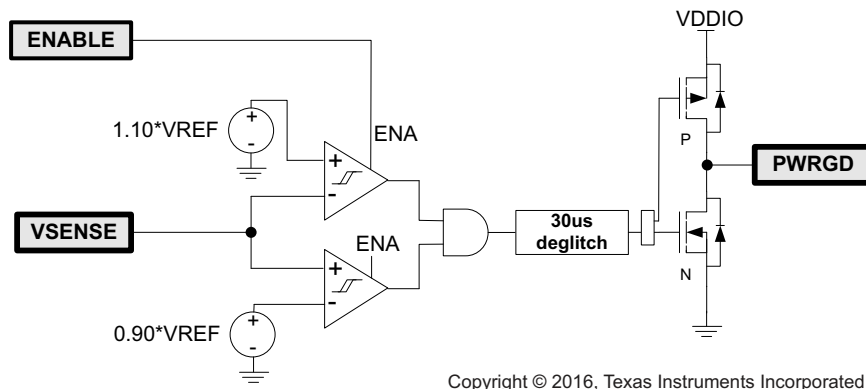 VDDIO
ENABLE
1.10*VREF
+
-
ENA
+
-
P
PWRGD
VSENSE
30us
deglitch
ENA
+
-
N
0.90*VREF
+
-
Copyright © 2016, Texas Instruments Incorporated